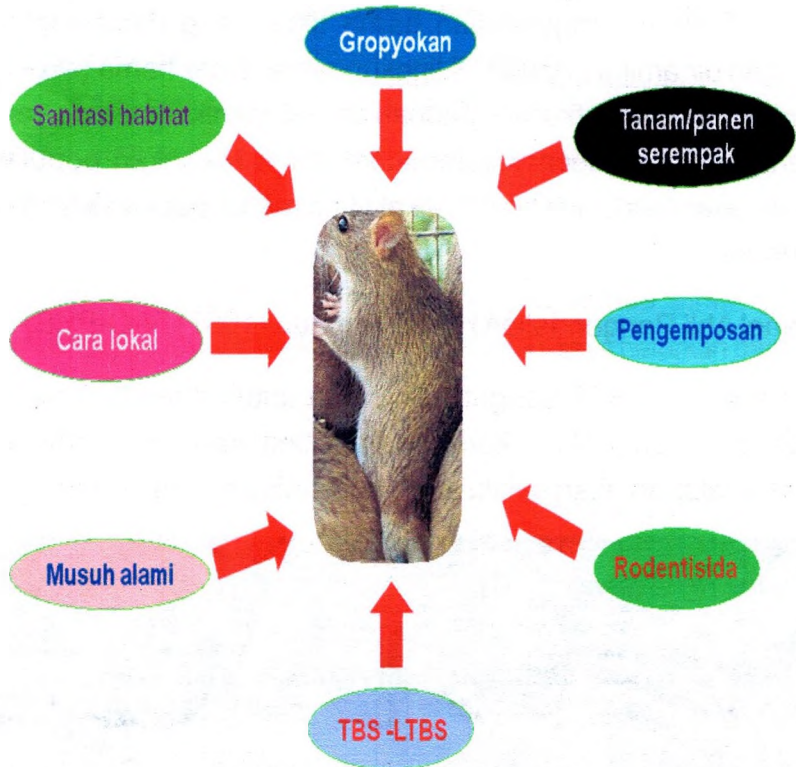 Gropyokan
Sanitasi habitat
Tanam/panen
serempak
Cara lokal
Pengemposan
Musuh alami
Rodentisida
TBS -LTBS